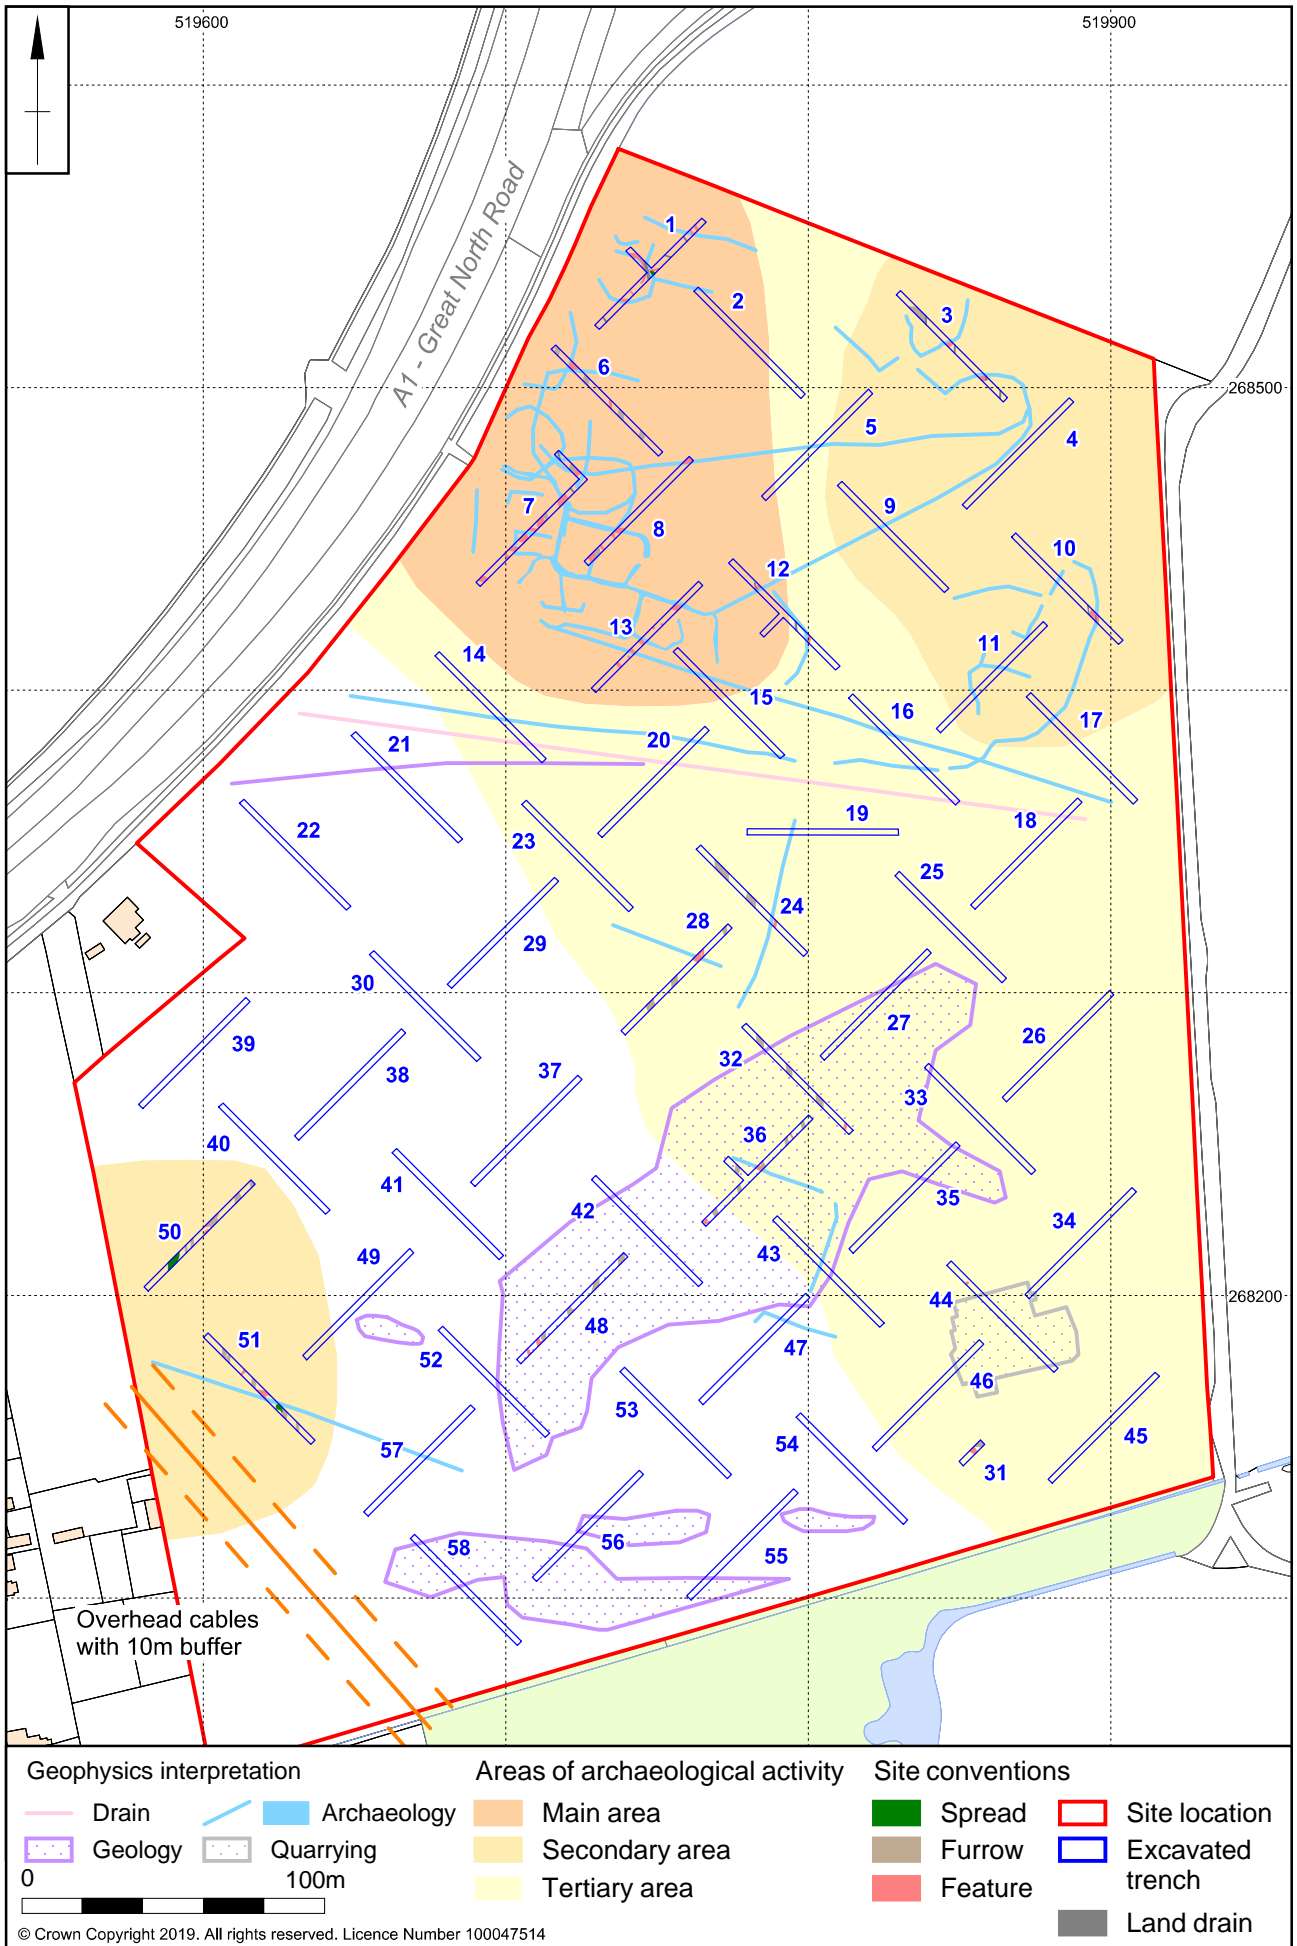 519600
519900
A1 - Great North Road
1
2
3
6
268500
5
4
7
8
9
10
12
13
11
14
15
16
17
21
20
22
23
19
18
25
24
28
29
30
27
26
39
32
38
37
33
40
36
41
35
42
34
50
43
49
44
268200
48
51
47
52
46
53
54
45
57
31
56
58
55
Overhead cables
with 10m buffer
Geophysics interpretation
Drain
Archaeology
Geology
Quarrying
0 100m
© Crown Copyright 2019. All rights reserved. Licence Number 100047514
Areas of archaeological activity
Main area
Secondary area
Tertiary area
Site conventions
Spread
Furrow
Feature
Site location
Excavated
trench
Land drain